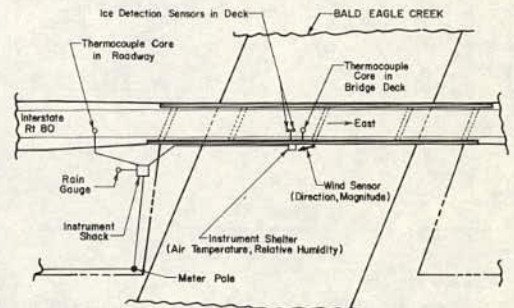 Ice Detection Sensors in Deck
BALD EAGLE CREEK
Thermocouple Core
in Roadway
Thermocouple
Core in
Bridge Deck
Interstate
Rt 80
East
Rain
Gauge
Wind Sensor
(Direction, Magnitude)
Instrument
Shack
Instrument Shelter
(Air Temperature, Relative Humidity)
Meter Pole